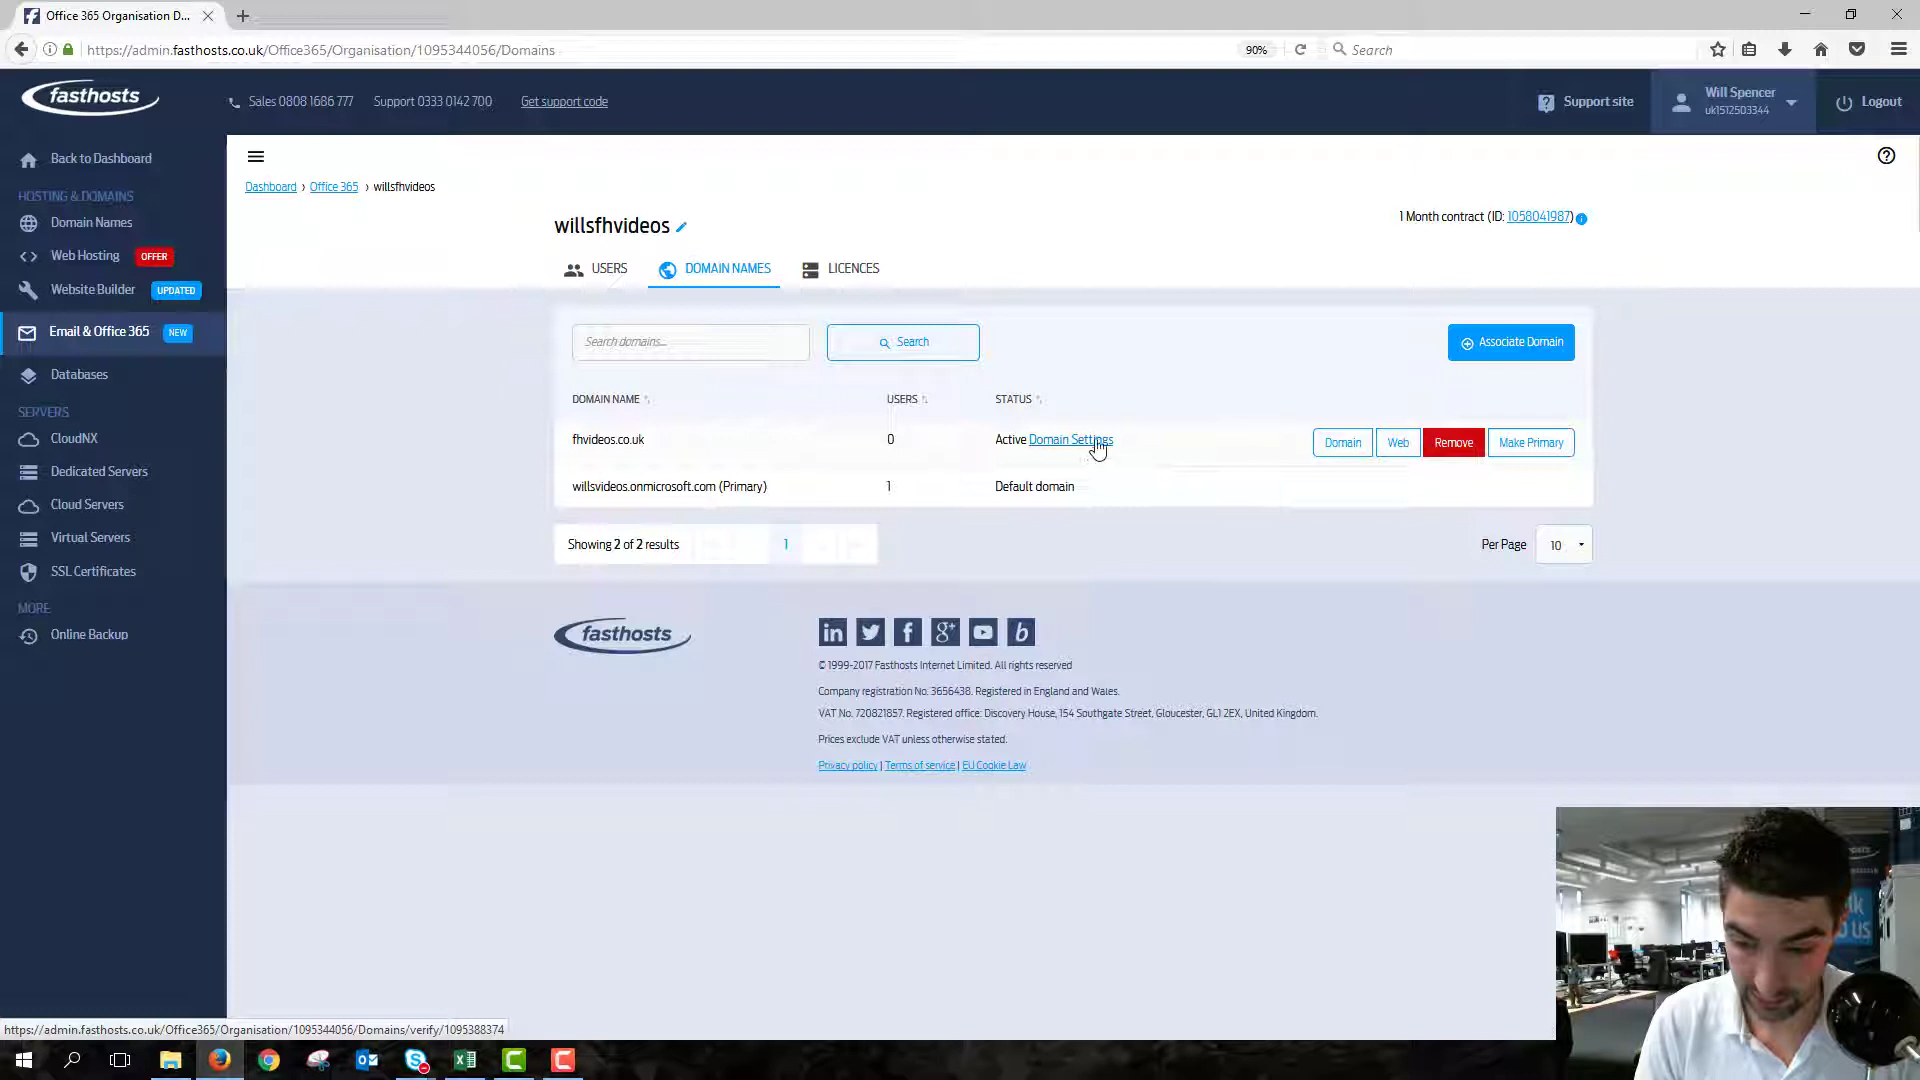 Office 365 Organisation D...
https://admin.fasthosts.co.uk/Office365/Organisation/1095344056/Domains
90%
Search
fasthosts
Sales 0808 1686 777
Support 0333 0142 700
Get support code
Support site
Will Spencer
uk1512503344
Logout
Back to Dashboard
HOSTING & DOMAINS
Domain Names
Web Hosting OFFER
Website Builder UPDATED
Email & Office 365 NEW
Databases
SERVERS
CloudNX
Dedicated Servers
Cloud Servers
Virtual Servers
SSL Certificates
MORE
Online Backup
Dashboard › Office 365 › willsfhvideos
willsfhvideos
1 Month contract (ID: 1058041987)
USERS
DOMAIN NAMES
LICENCES
Search domains...
Search
Associate Domain
DOMAIN NAME
USERS
STATUS
fhvideos.co.uk
0
Active Domain Settings
Domain
Web
Remove
Make Primary
willsvideos.onmicrosoft.com (Primary)
1
Default domain
Showing 2 of 2 results
1
Per Page
10
fasthosts
© 1999-2017 Fasthosts Internet Limited. All rights reserved
Company registration No. 3656438. Registered in England and Wales.
VAT No. 720821857. Registered office: Discovery House, 154 Southgate Street, Gloucester, GL1 2EX, United Kingdom.
Prices exclude VAT unless otherwise stated.
Privacy policy | Terms of service | EU Cookie Law
https://admin.fasthosts.co.uk/Office365/Organisation/1095344056/Domains/verify/1095388374